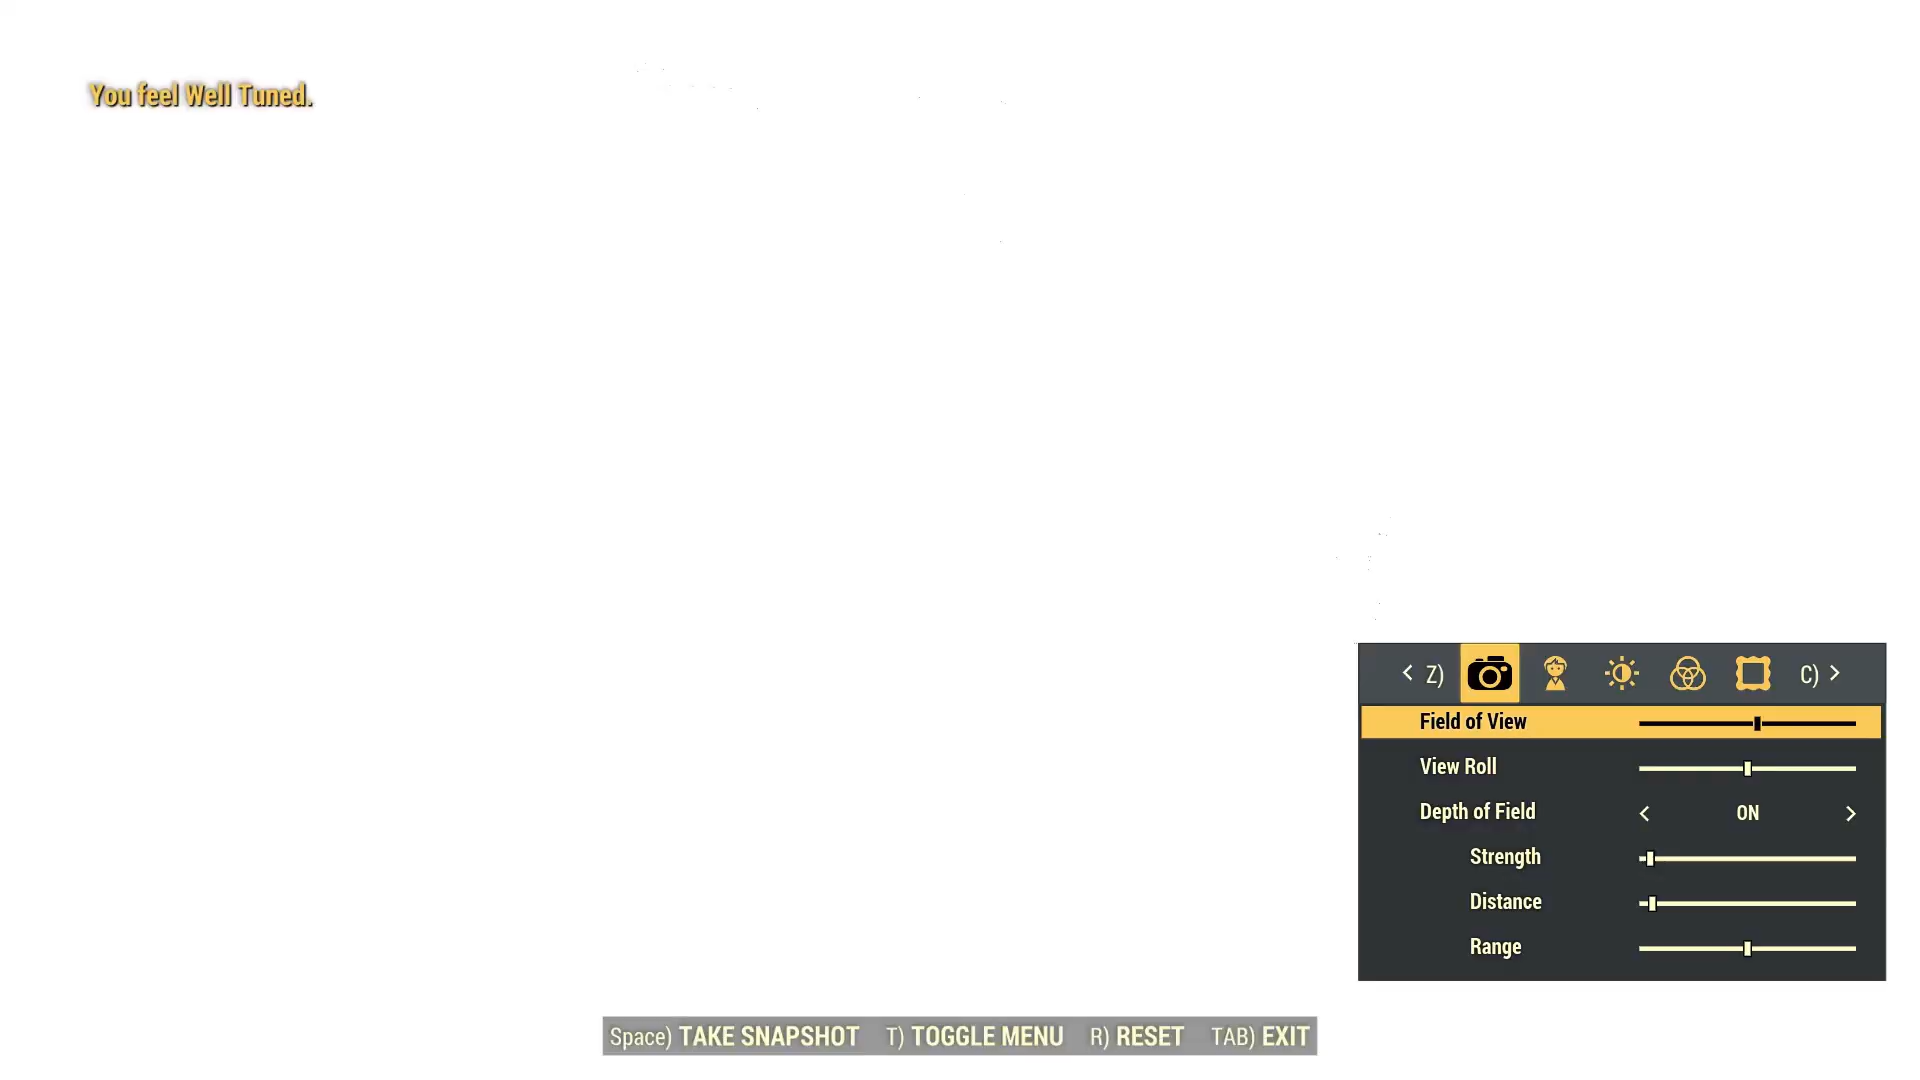 You feel Well Tuned.
< Z) C) >
Field of View
View Roll
Depth of Field < ON >
Strength
Distance
Range
Space) TAKE SNAPSHOT T) TOGGLE MENU R) RESET TAB) EXIT